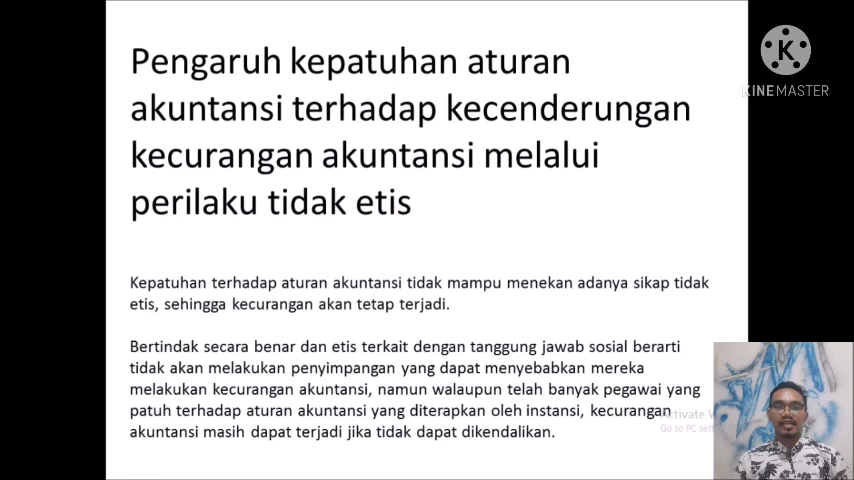 Pengaruh kepatuhan aturan
akuntansi terhadap kecenderungan
kecurangan akuntansi melalui
perilaku tidak etis
Kepatuhan terhadap aturan akuntansi tidak mampu menekan adanya sikap tidak
etis, sehingga kecurangan akan tetap terjadi.
Bertindak secara benar dan etis terkait dengan tanggung jawab sosial berarti
tidak akan melakukan penyimpangan yang dapat menyebabkan mereka
melakukan kecurangan akuntansi, namun walaupun telah banyak pegawai yang
patuh terhadap aturan akuntansi yang diterapkan oleh instansi, kecurangan
akuntansi masih dapat terjadi jika tidak dapat dikendalikan.
K
KINEMASTER
Go to PC